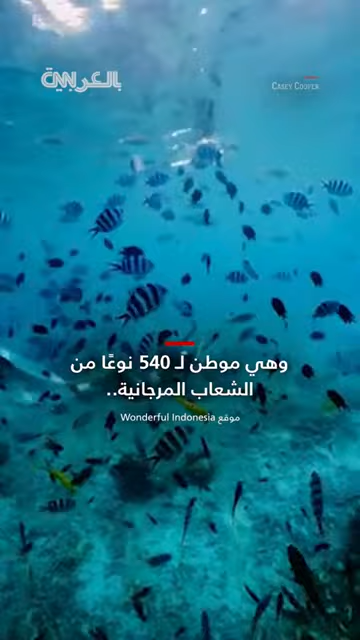 CNN بالعربية
CASEY COOPER
وهي موطن لـ 540 نوعًا من
الشعاب المرجانية..
موقع Wonderful Indonesia